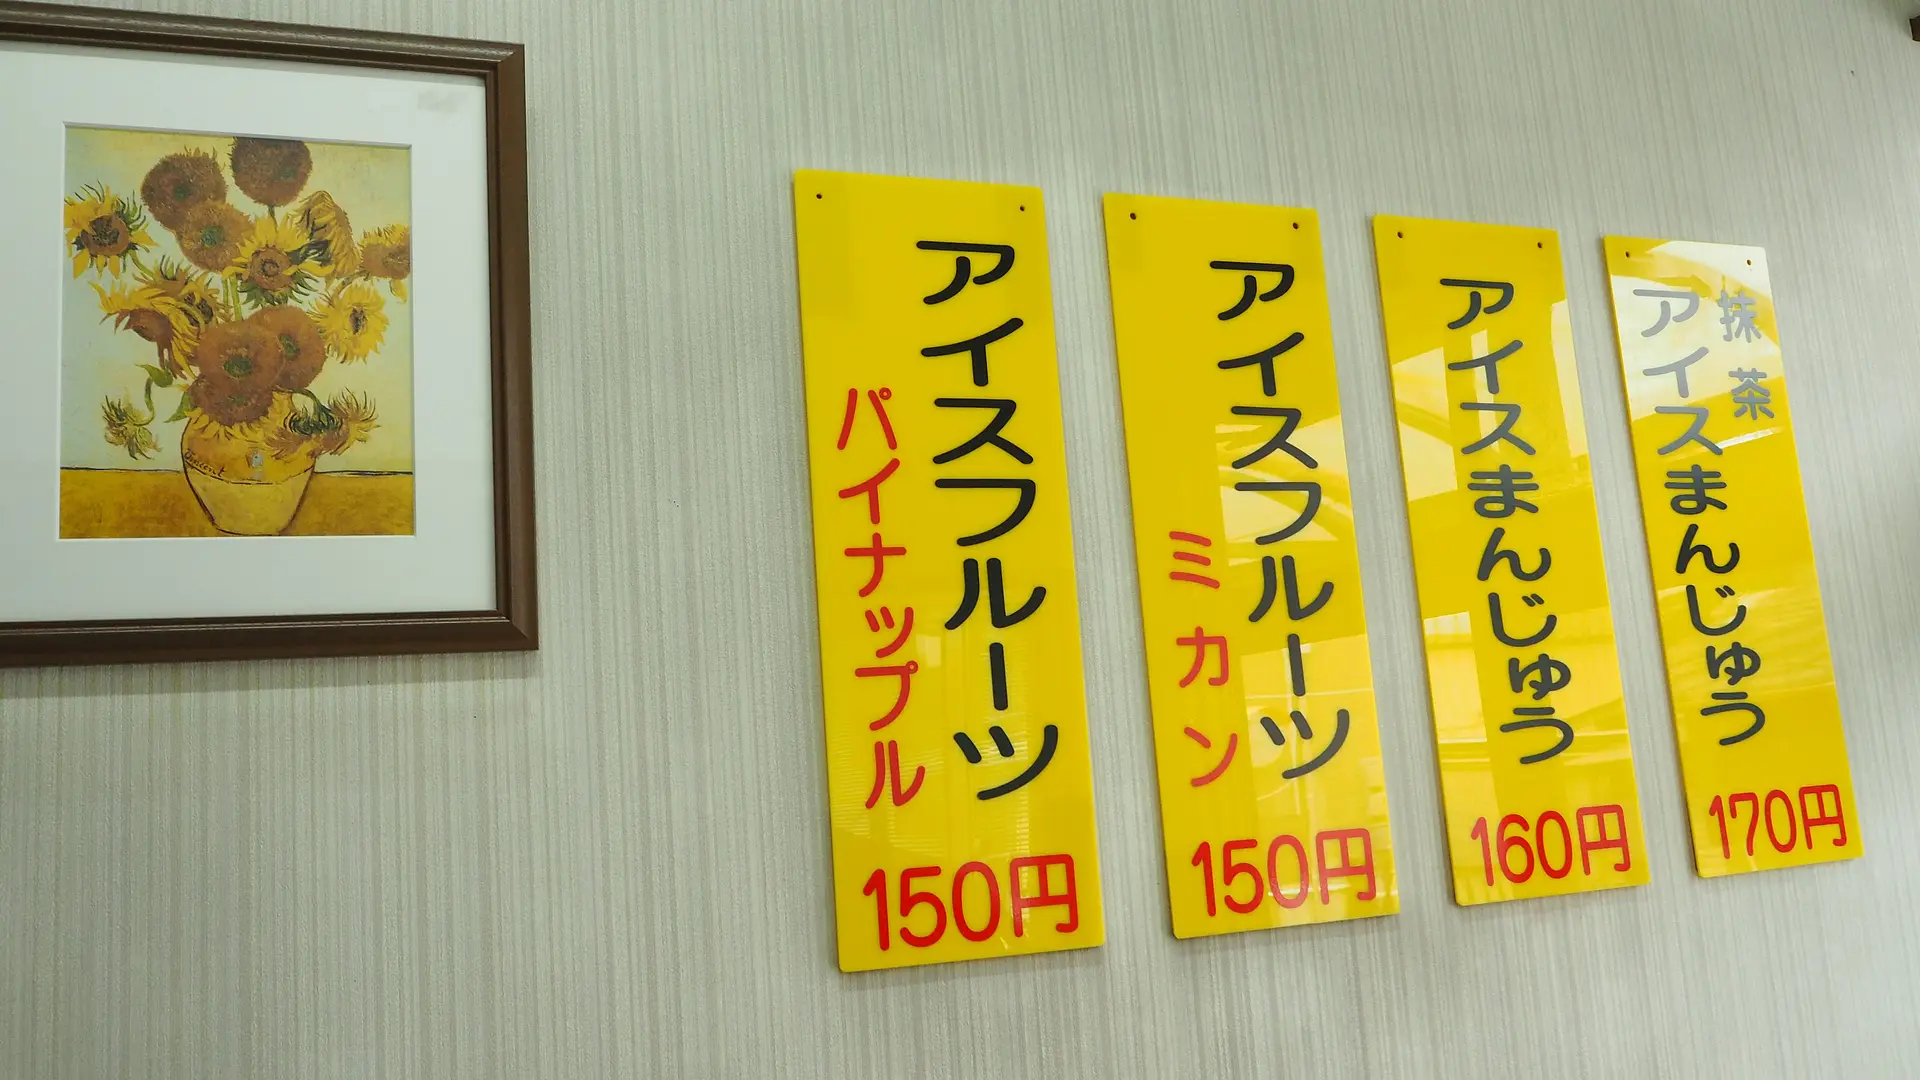 Vincent
アイスフルーツ
パイナップル
150円
アイスフルーツ
ミカン
150円
アイスまんじゅう
160円
抹茶
アイスまんじゅう
170円